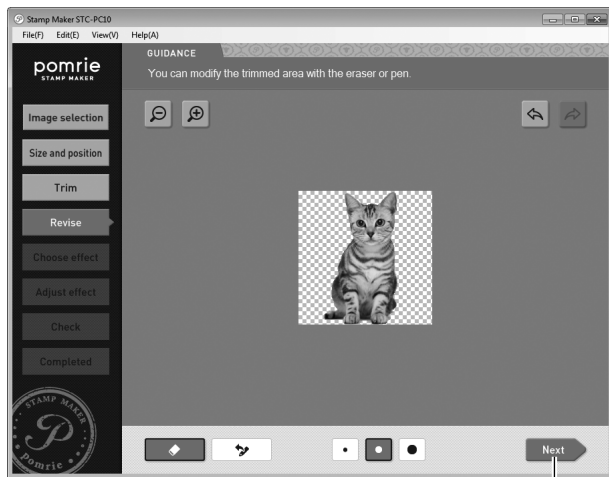 Stamp Maker STC-PC10
File(F) Edit(E) View(V) Help(A)
pomrie
STAMP MAKER
GUIDANCE
You can modify the trimmed area with the eraser or pen.
Image selection
Size and position
Trim
Revise
Choose effect
Adjust effect
Check
Completed
STAMP MAKER
P
pomrie
Next